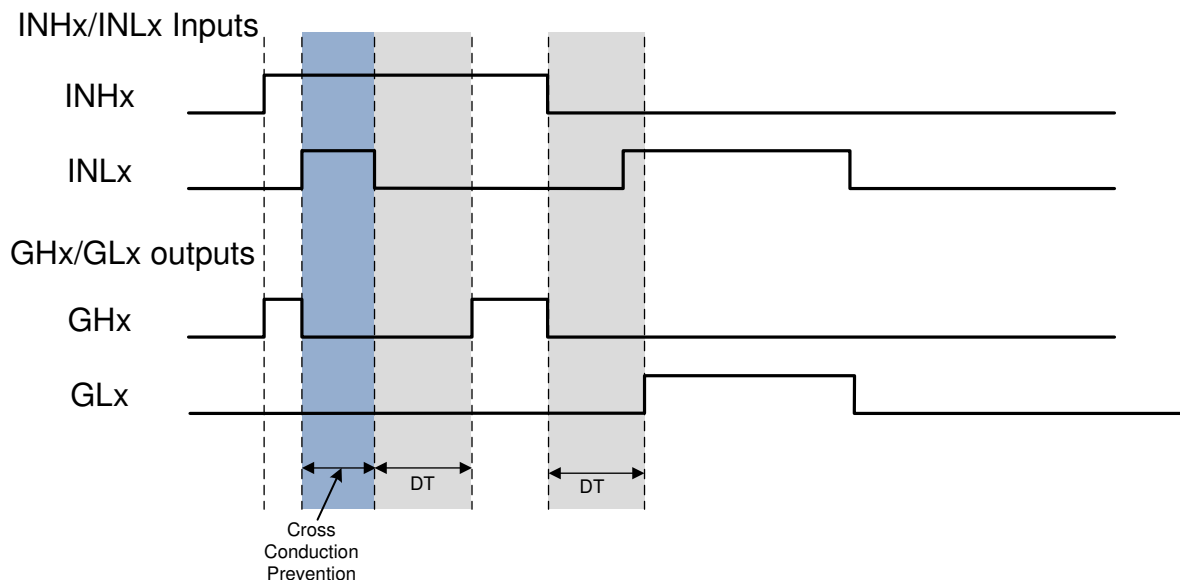 INHx/INLx Inputs
INHx
INLx
GHx/GLx outputs
GHx
GLx
DT
DT
Cross
Conduction
Prevention